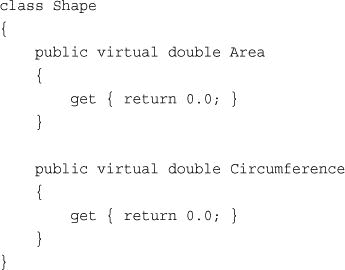 class Shape
{
    public virtual double Area
    {
        get { return 0.0; }
    }

    public virtual double Circumference
    {
        get { return 0.0; }
    }
}